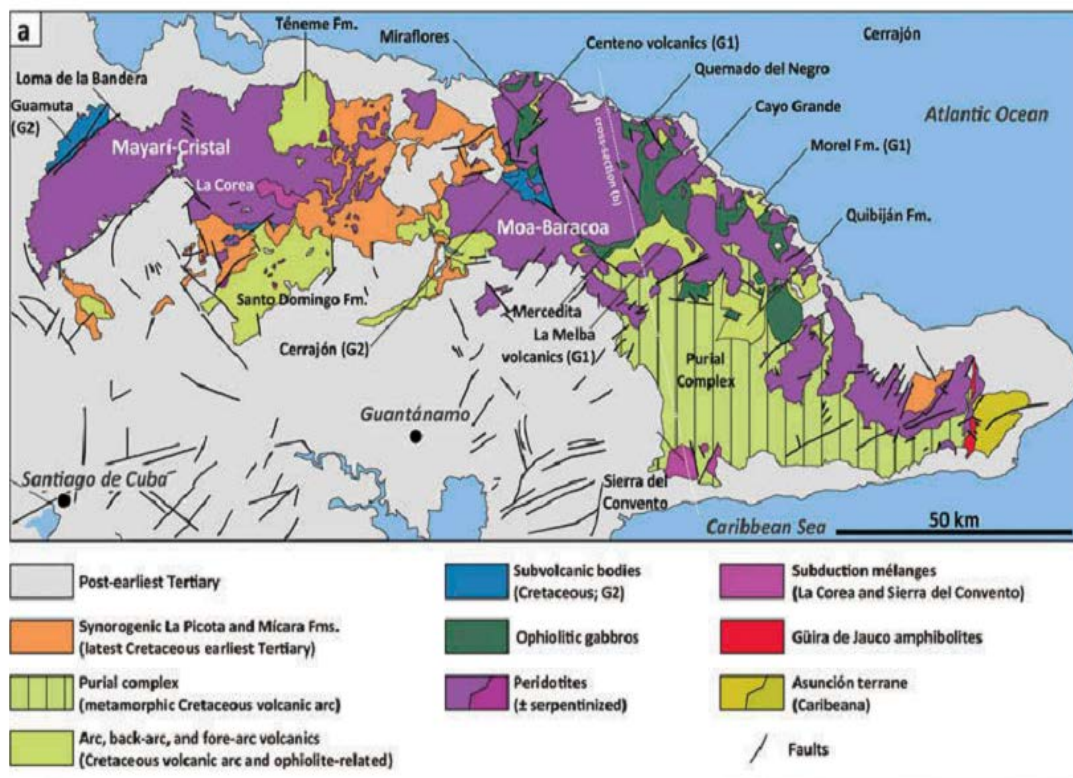 a
Téneme Fm.
Miraflores
Centeno volcanics (G1)
Cerrajón
Loma de la Bandera
Quemado del Negro
Guamuta
(G2)
Cayo Grande
Atlantic Ocean
Mayarí-Cristal
cross-section (b)
Morel Fm. (G1)
La Corea
Quibiján Fm.
Moa-Baracoa
Santo Domingo Fm.
Mercedita
Cerrajón (G2)
La Melba
volcanics (G1)
Purial
Complex
Guantánamo
Santiago de Cuba
Sierra del
Convento
Caribbean Sea
50 km
Post-earliest Tertiary
Synorogenic La Picota and Mícara Fms.
(latest Cretaceous earliest Tertiary)
Purial complex
(metamorphic Cretaceous volcanic arc)
Arc, back-arc, and fore-arc volcanics
(Cretaceous volcanic arc and ophiolite-related)
Subvolcanic bodies
(Cretaceous; G2)
Ophiolitic gabbros
Peridotites
(± serpentinized)
Subduction mélanges
(La Corea and Sierra del Convento)
Güira de Jauco amphibolites
Asunción terrane
(Caribeana)
Faults